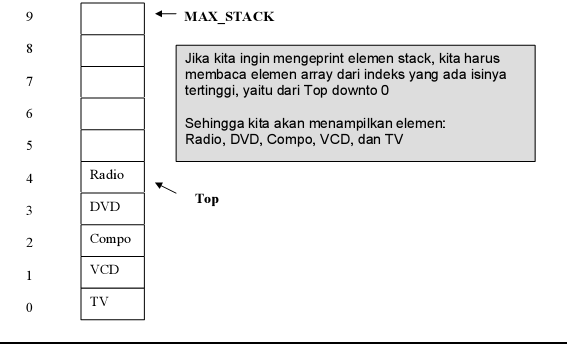 9 MAX_STACK
8
Jika kita ingin mengeprint elemen stack, kita harus
membaca elemen array dari indeks yang ada isinya
tertinggi, yaitu dari Top downto 0
Sehingga kita akan menampilkan elemen:
Radio, DVD, Compo, VCD, dan TV
7
6
5
4 Radio
Top
3 DVD
2 Compo
1 VCD
0 TV